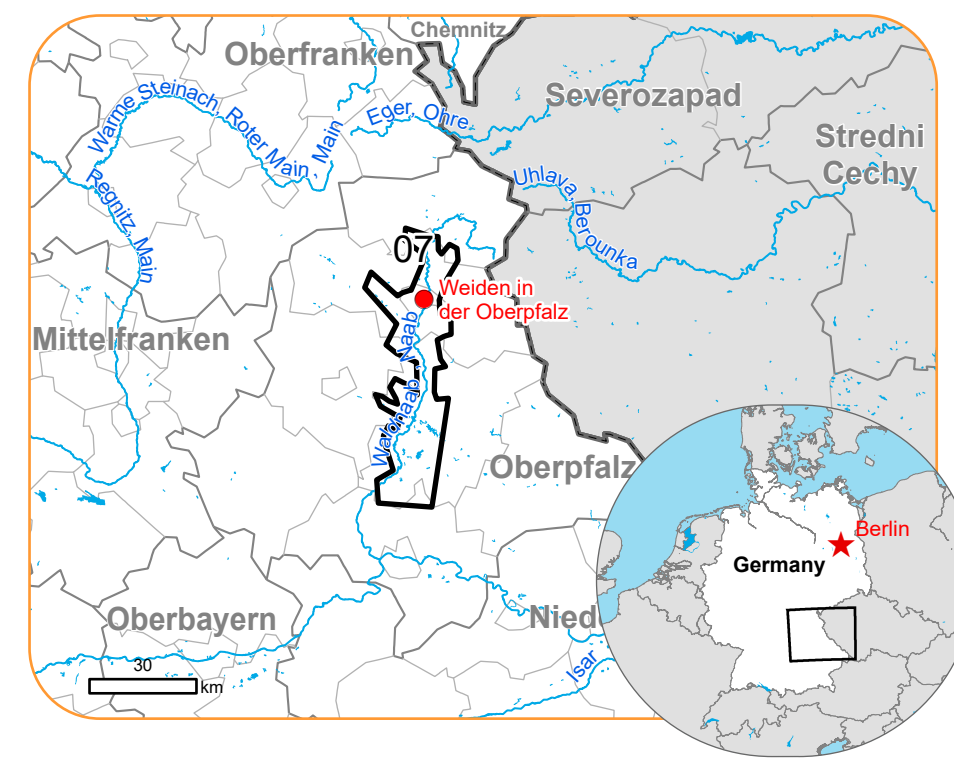 Chemnitz
Oberfranken
Severozapad
Stredni
Cechy
Warme Steinach, Roter Main, Main
Eger, Ohre
Uhlava, Berounka
Regnitz, Main
07
Weiden in
der Oberpfalz
Mittelfranken
Waldnaab, Naab
Oberpfalz
Berlin
Germany
Oberbayern
Nied
Isar
30
km